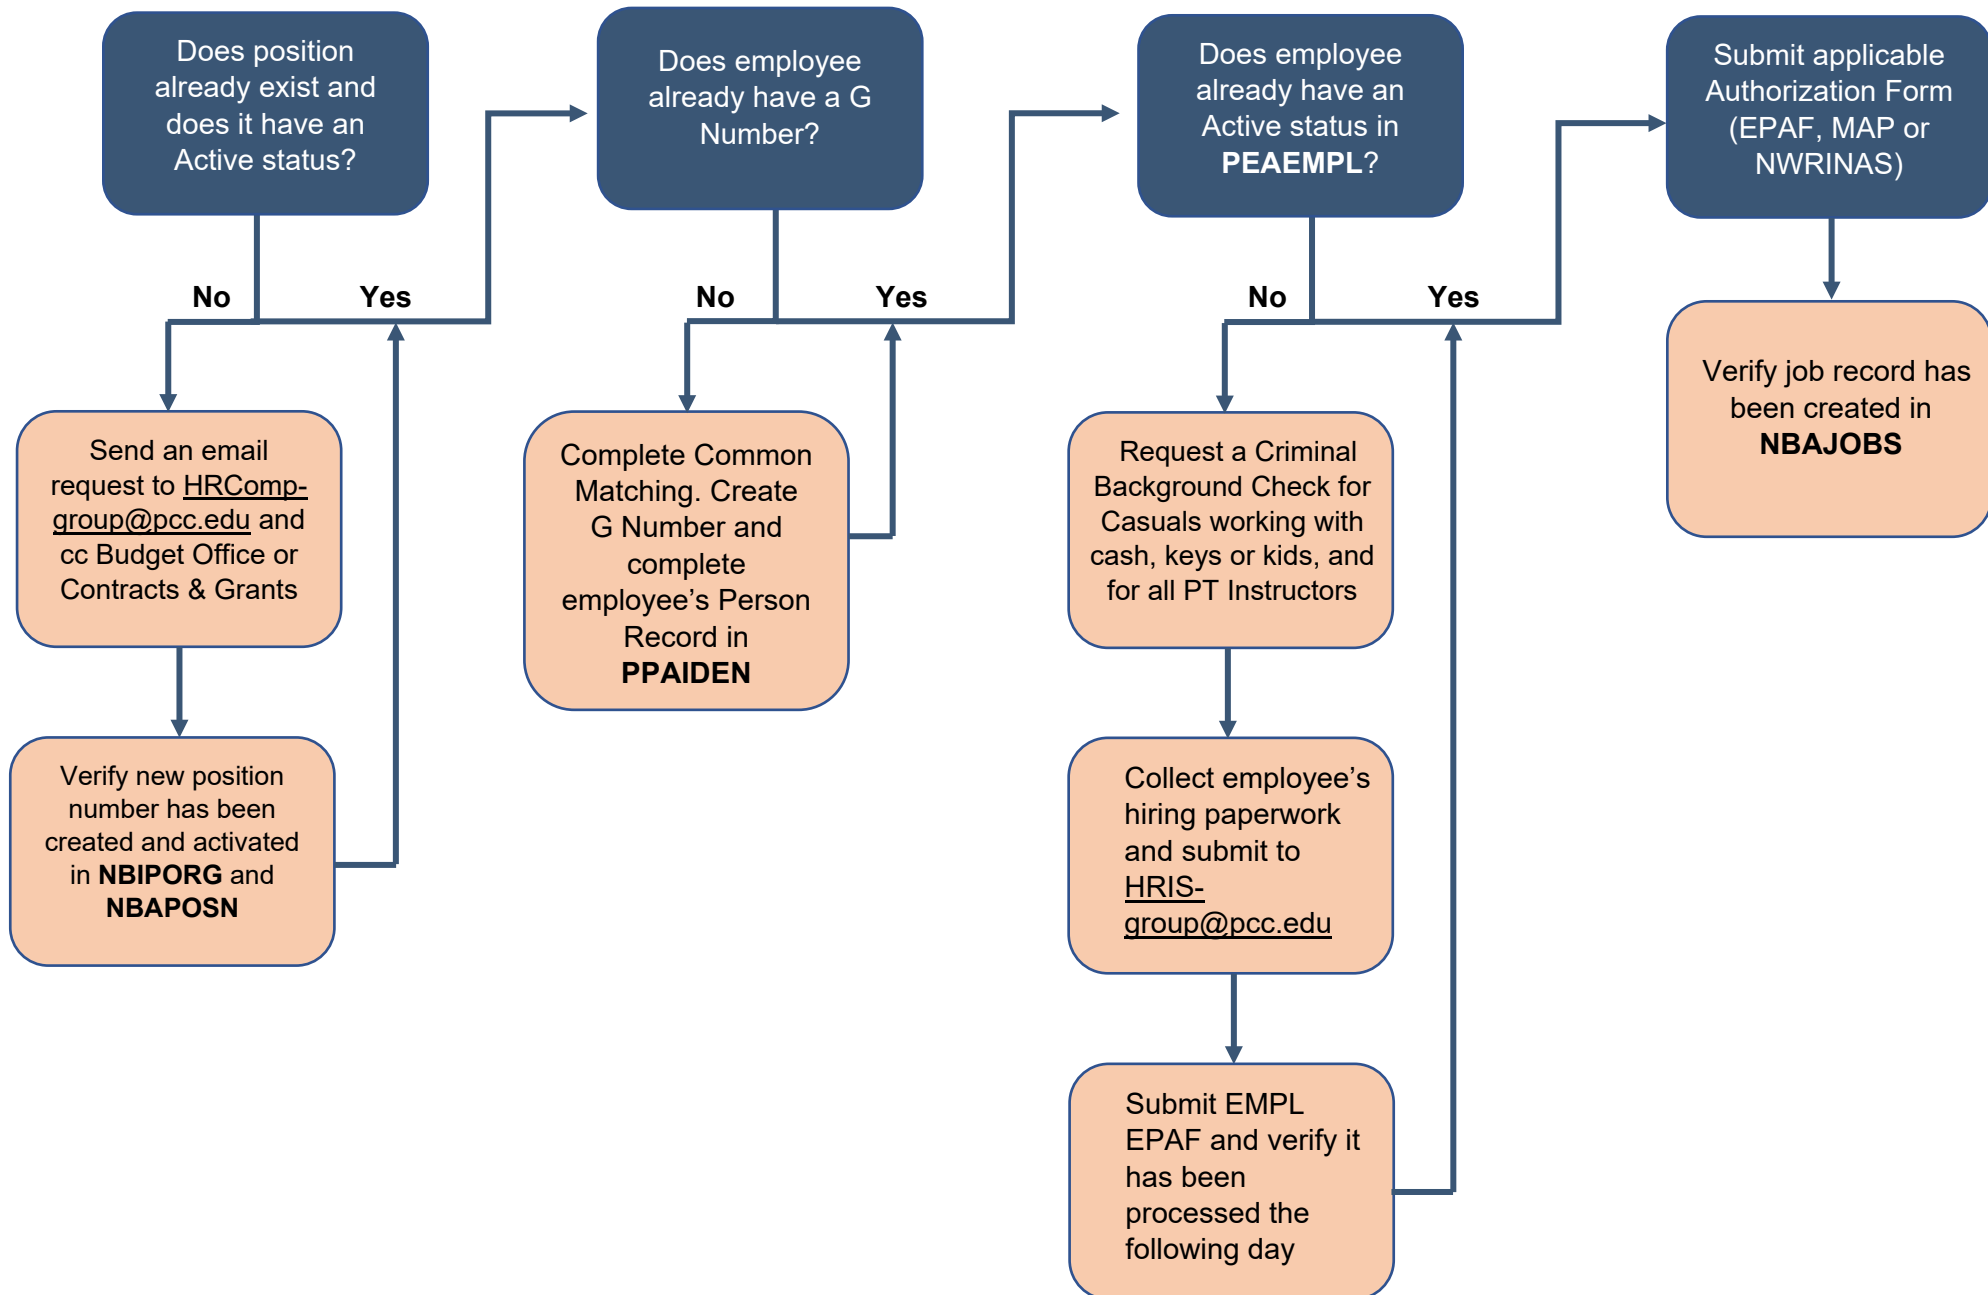 Does position
already exist and
does it have an
Active status?
Does employee
already have a G
Number?
Does employee
already have an
Active status in
PEAEMPL?
Submit applicable
Authorization Form
(EPAF, MAP or
NWRINAS)
No
Yes
No
Yes
No
Yes
Send an email
request to HRComp-
group@pcc.edu and
cc Budget Office or
Contracts & Grants
Verify new position
number has been
created and activated
in NBIPORG and
NBAPOSN
Complete Common
Matching. Create
G Number and
complete
employee’s Person
Record in
PPAIDEN
Request a Criminal
Background Check for
Casuals working with
cash, keys or kids, and
for all PT Instructors
Collect employee’s
hiring paperwork
and submit to
HRIS-
group@pcc.edu
Submit EMPL
EPAF and verify it
has been
processed the
following day
Verify job record has
been created in
NBAJOBS